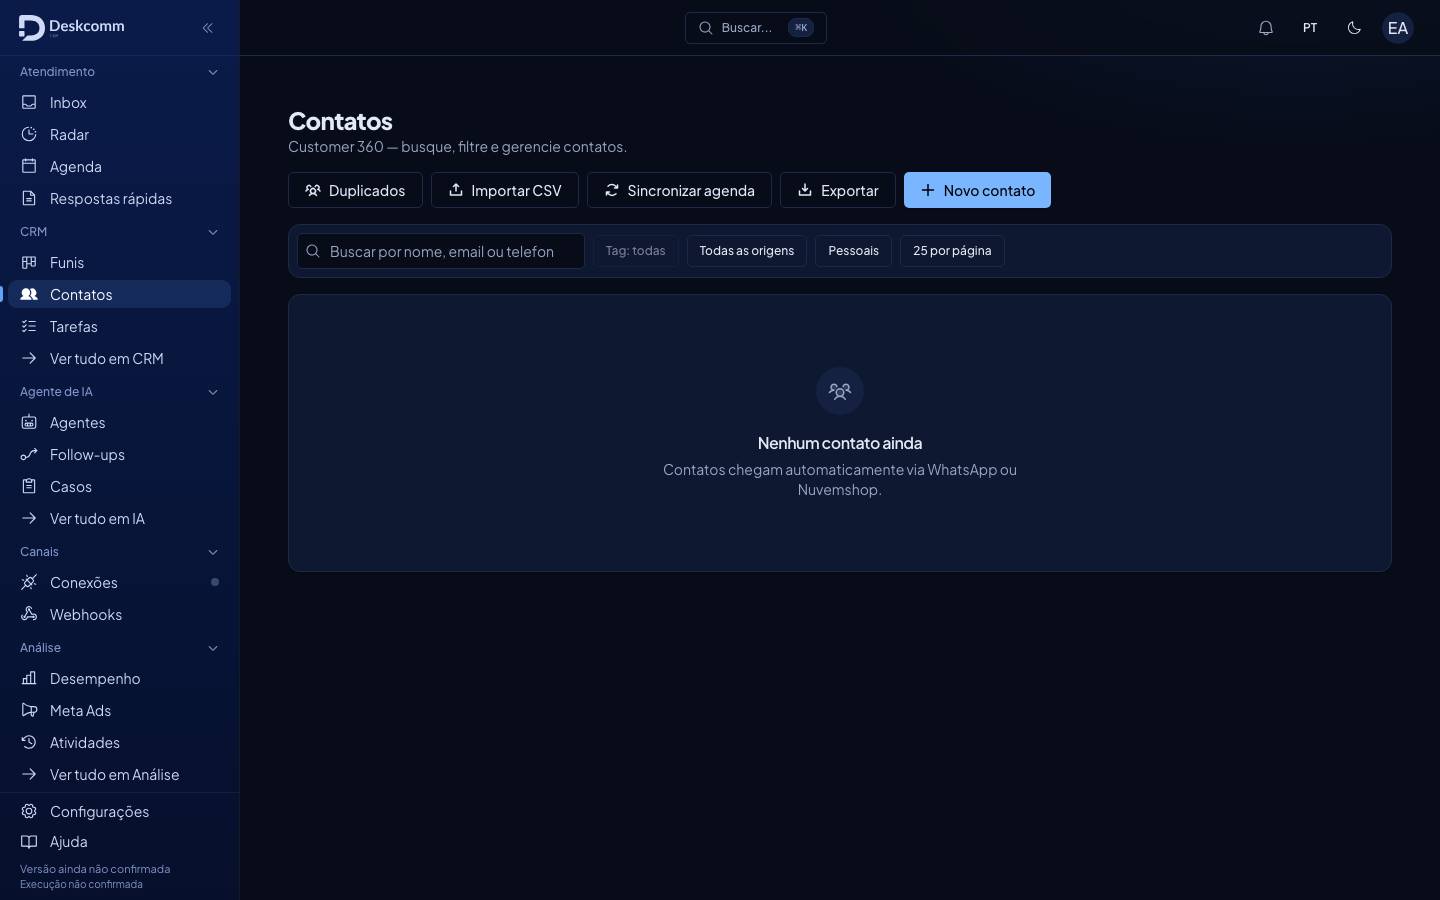 Deskcomm
Buscar...
⌘K
PT
EA
Atendimento
Inbox
Radar
Agenda
Respostas rápidas
CRM
Funis
Contatos
Tarefas
Ver tudo em CRM
Agente de IA
Agentes
Follow-ups
Casos
Ver tudo em IA
Canais
Conexões
Webhooks
Análise
Desempenho
Meta Ads
Atividades
Ver tudo em Análise
Configurações
Ajuda
Versão ainda não confirmada
Execução não confirmada
Contatos
Customer 360 — busque, filtre e gerencie contatos.
Duplicados
Importar CSV
Sincronizar agenda
Exportar
Novo contato
Buscar por nome, email ou telefon
Tag: todas
Todas as origens
Pessoais
25 por página
Nenhum contato ainda
Contatos chegam automaticamente via WhatsApp ou
Nuvemshop.